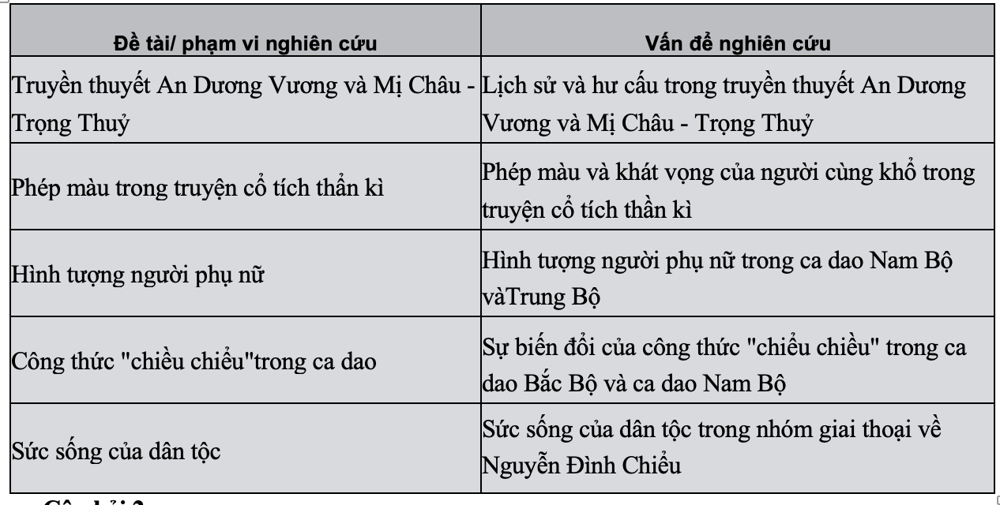 Đề tài/ phạm vi nghiên cứu
Vấn để nghiên cứu
Truyền thuyết An Dương Vương và Mị Châu -
Trọng Thuỷ
Lịch sử và hư cấu trong truyền thuyết An Dương
Vương và Mị Châu - Trọng Thuỷ
Phép màu trong truyện cổ tích thẩn kì
Phép màu và khát vọng của người cùng khổ trong
truyện cổ tích thần kì
Hình tượng người phụ nữ
Hình tượng người phụ nữ trong ca dao Nam Bộ
vàTrung Bộ
Công thức "chiều chiểu"trong ca dao
Sự biến đổi của công thức "chiểu chiều" trong ca
dao Bắc Bộ và ca dao Nam Bộ
Sức sống của dân tộc
Sức sống của dân tộc trong nhóm giai thoại về
Nguyễn Đình Chiểu